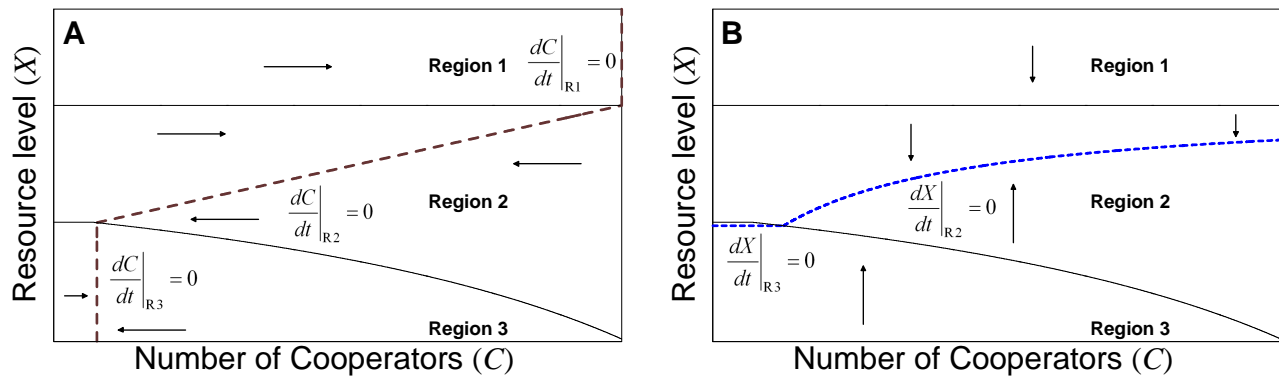 A
Region 1
dC/dt|R1 = 0
Region 2
dC/dt|R2 = 0
dC/dt|R3 = 0
Region 3
Resource level (X)
Number of Cooperators (C)
B
Region 1
Region 2
dX/dt|R2 = 0
dX/dt|R3 = 0
Region 3
Resource level (X)
Number of Cooperators (C)